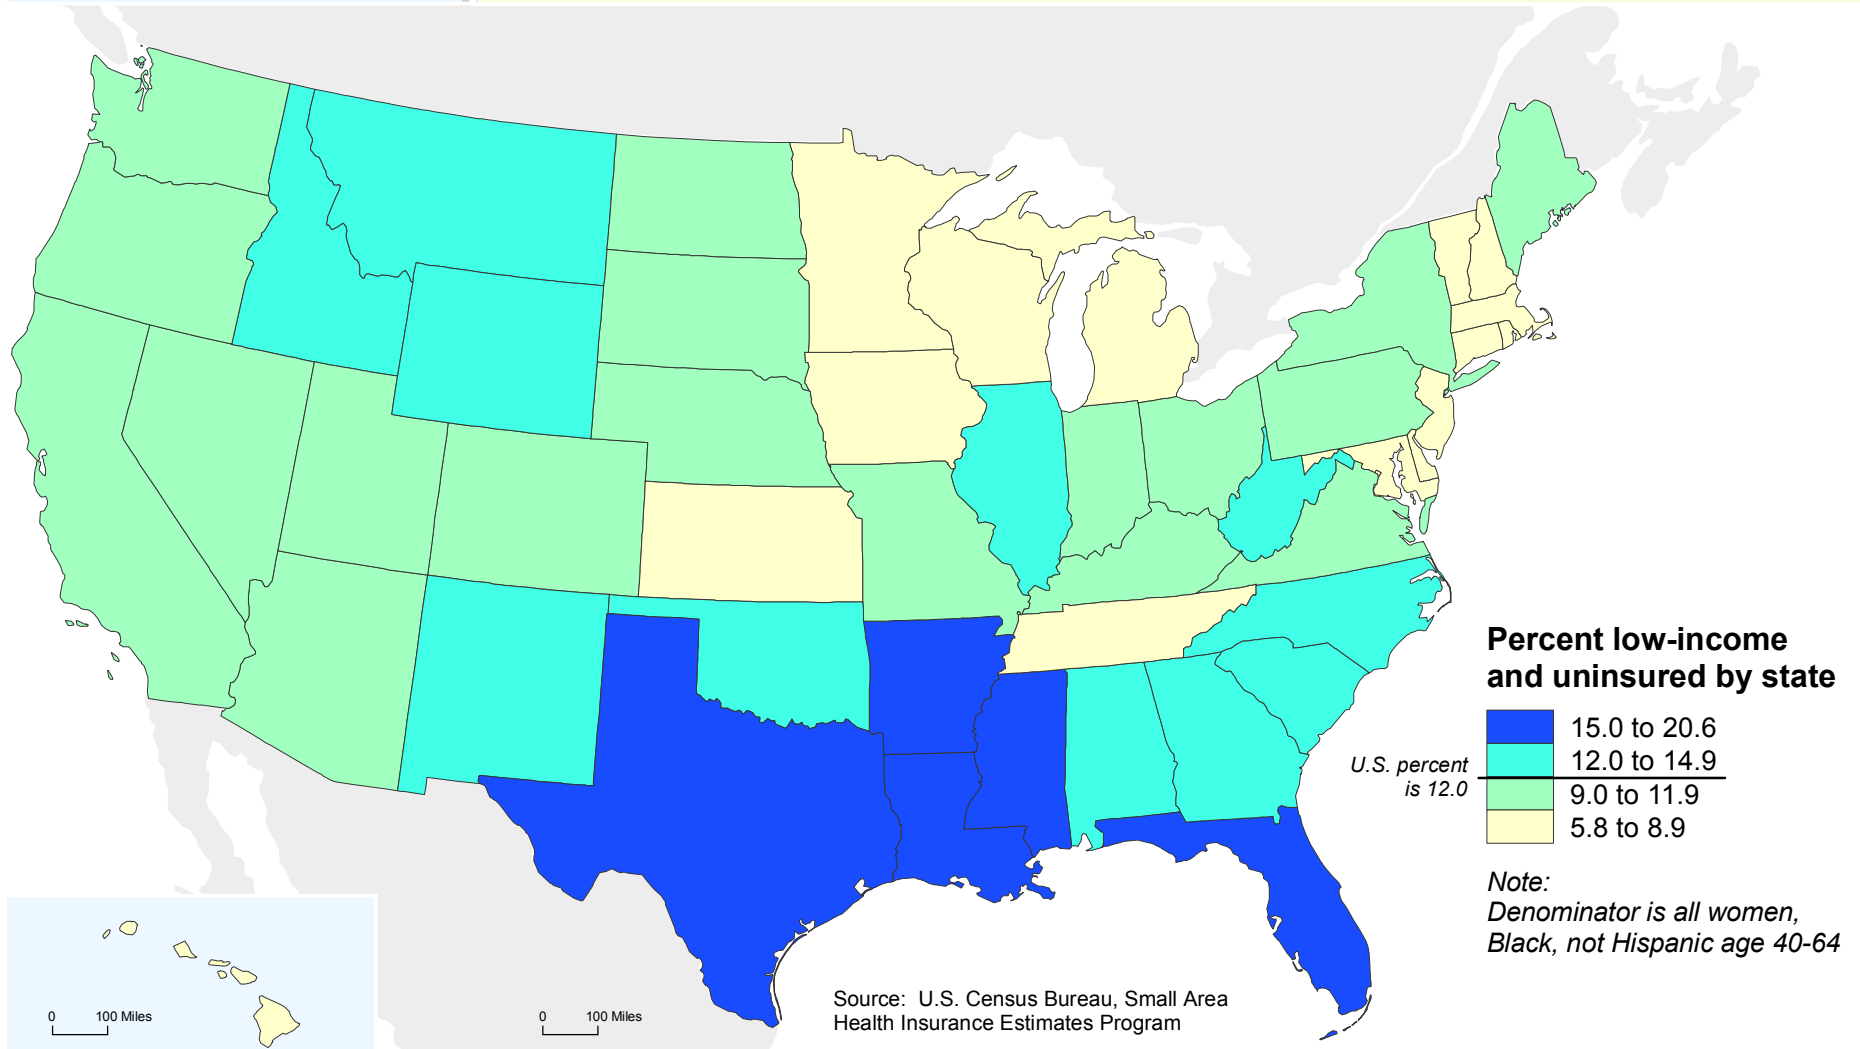 Percent low-income
and uninsured by state
15.0 to 20.6
12.0 to 14.9
U.S. percent
is 12.0
9.0 to 11.9
5.8 to 8.9
Note:
Denominator is all women,
Black, not Hispanic age 40-64
Source:  U.S. Census Bureau, Small Area
Health Insurance Estimates Program
0 100 Miles
0 100 Miles